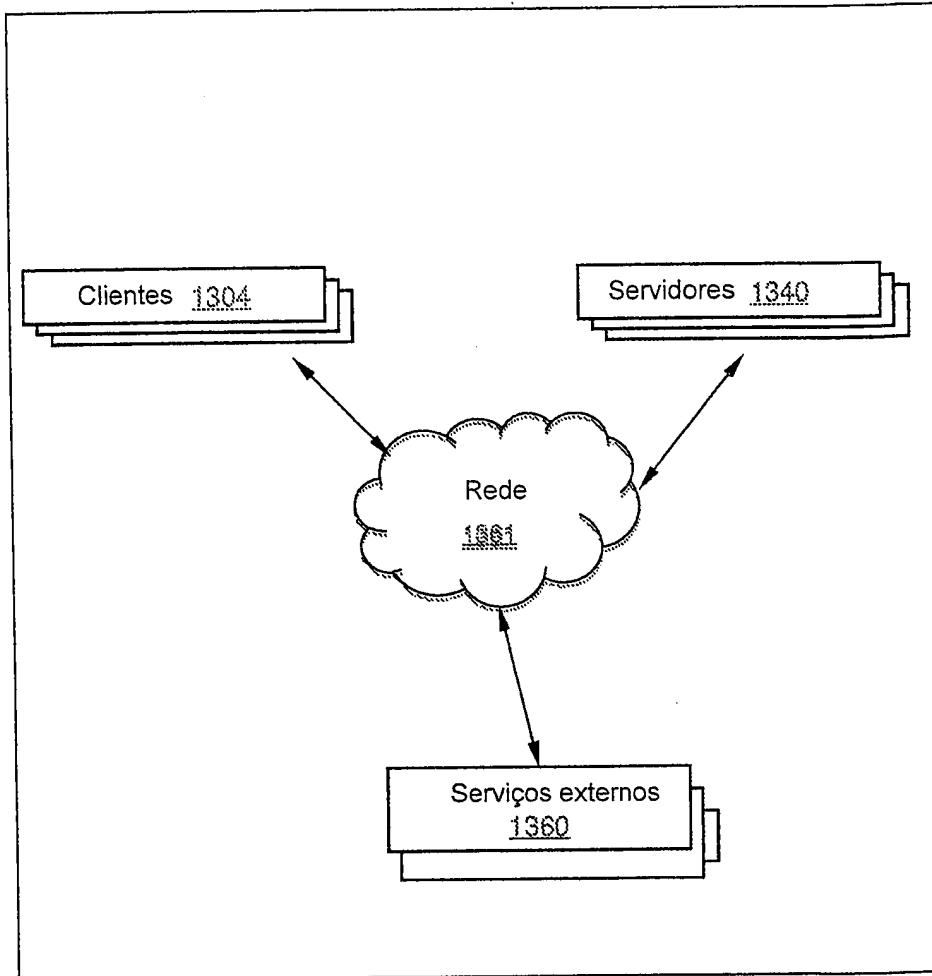 Clientes 1304
Servidores 1340
Rede
1361
Serviços externos
1360